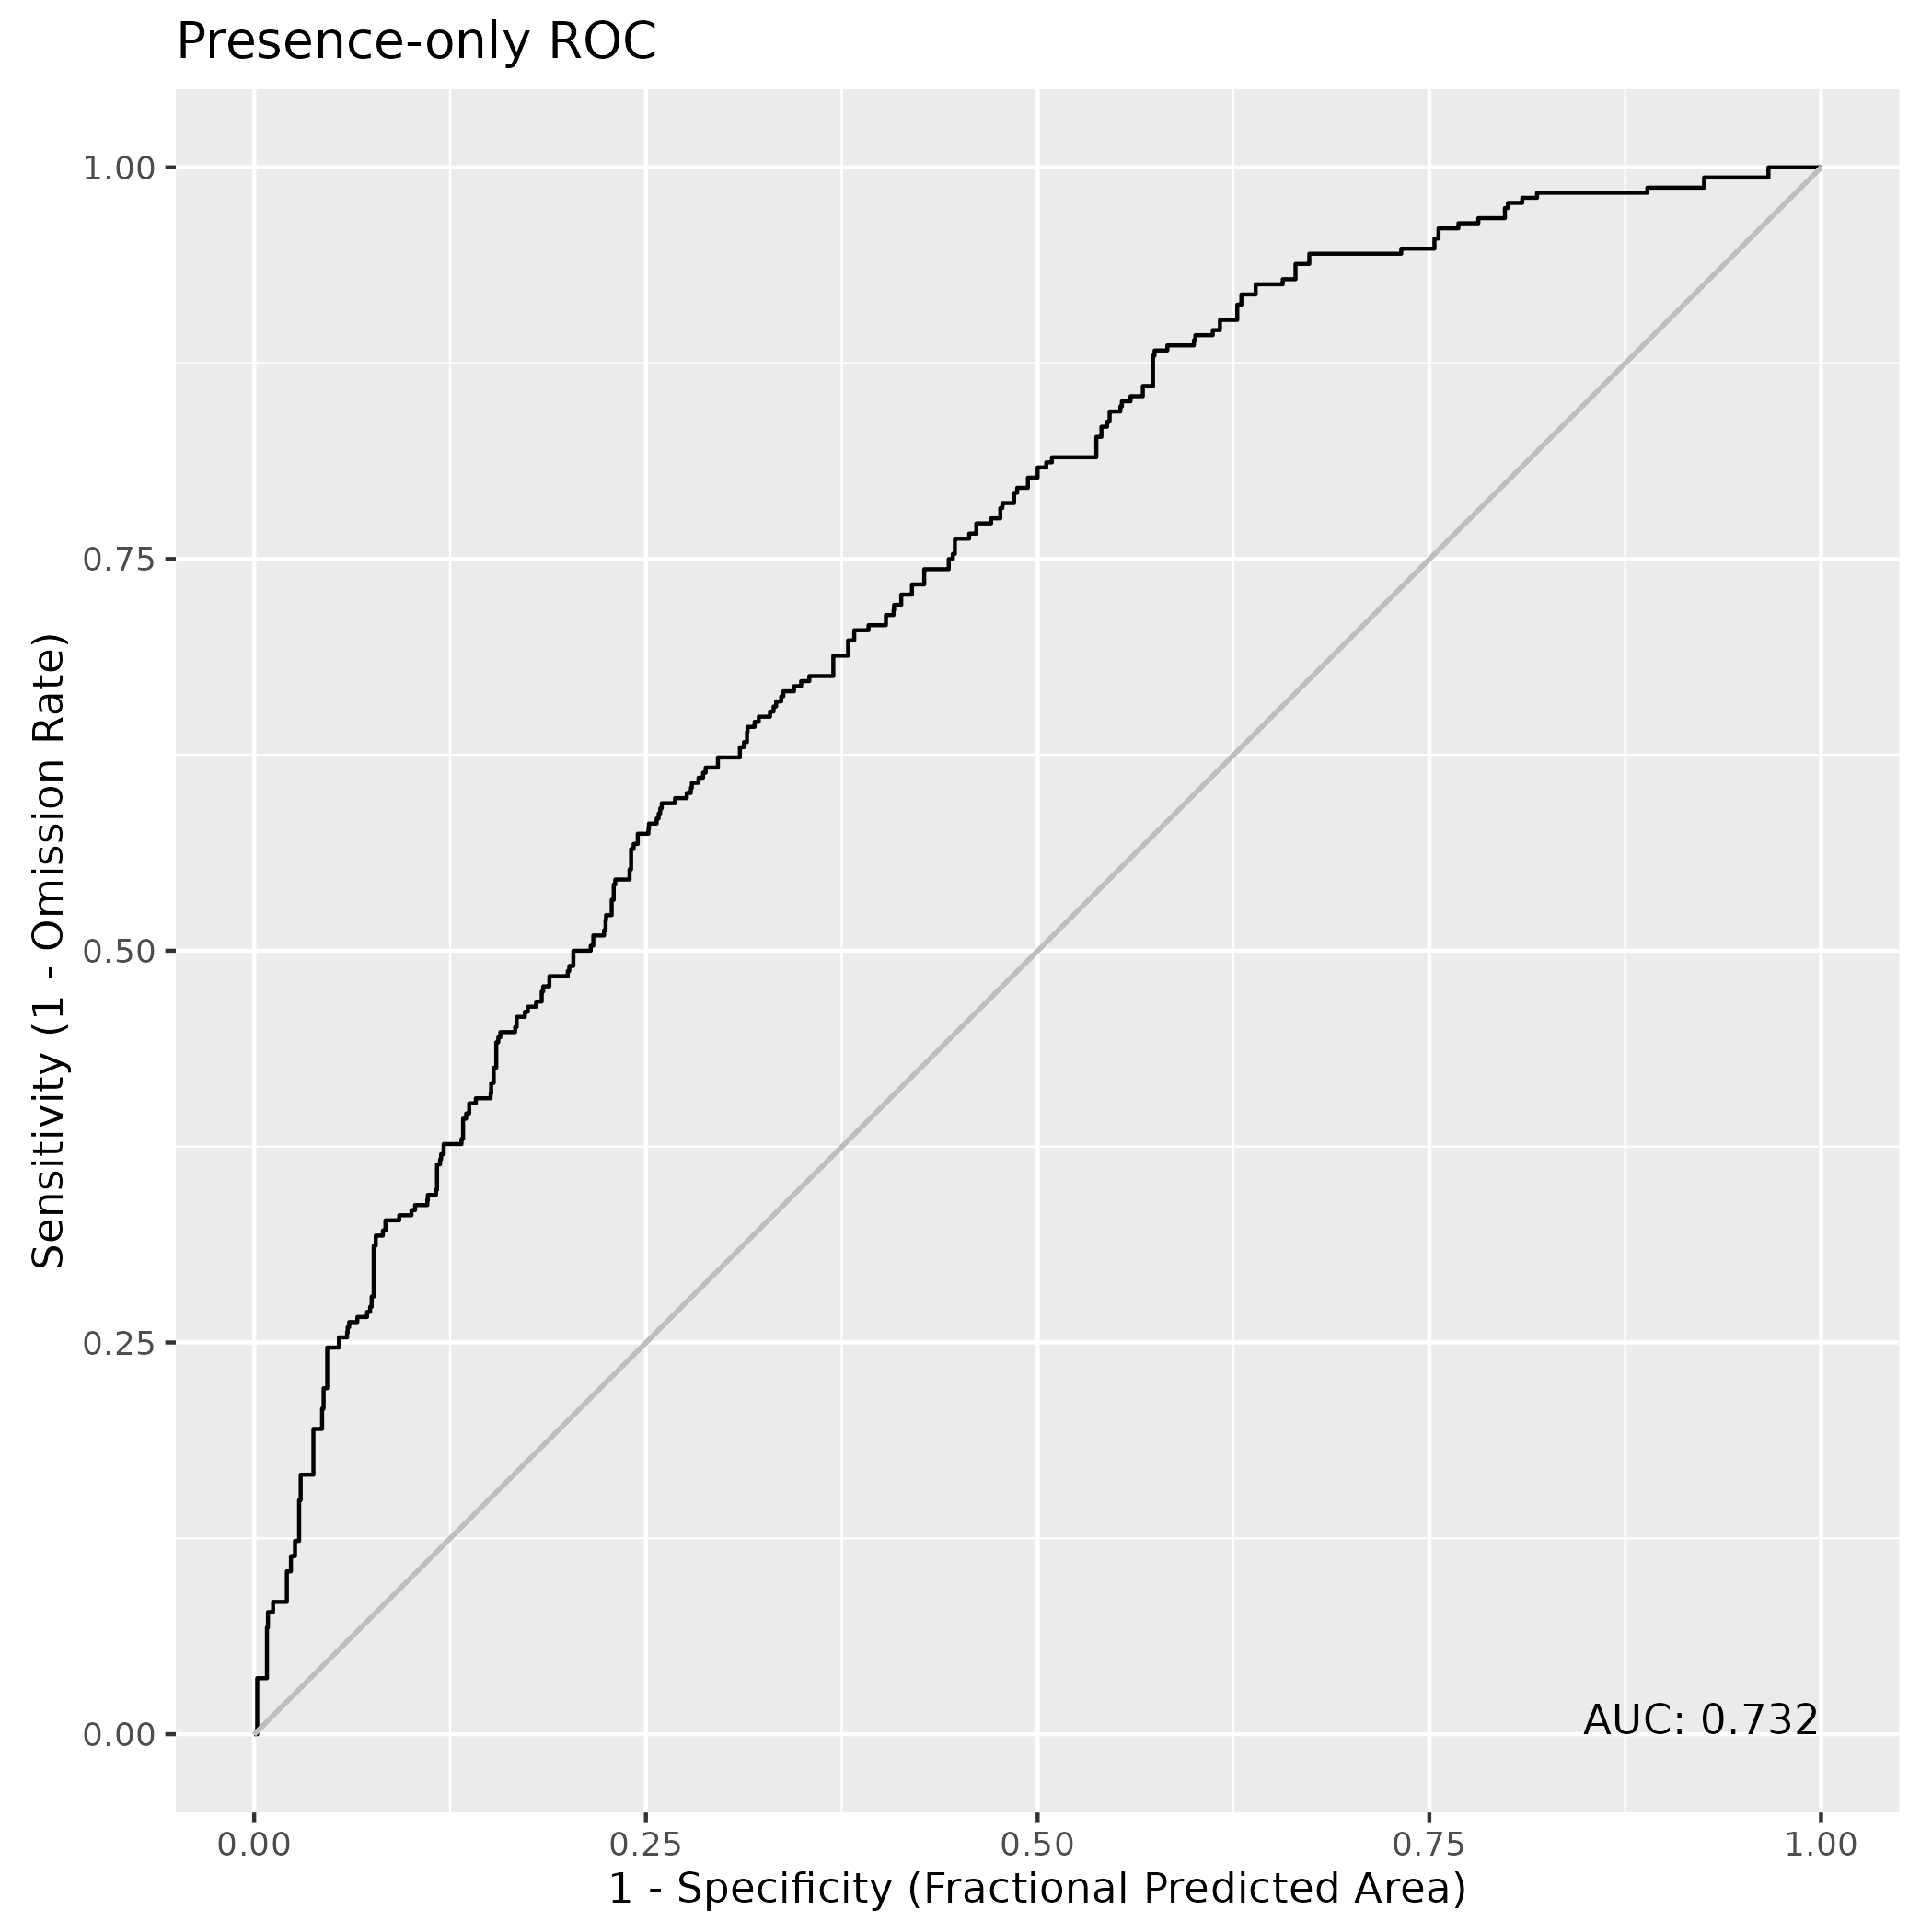 Presence-only ROC
Sensitivity (1 - Omission Rate)
1.00
0.75
0.50
0.25
0.00
AUC: 0.732
0.00 0.25 0.50 0.75 1.00
1 - Specificity (Fractional Predicted Area)